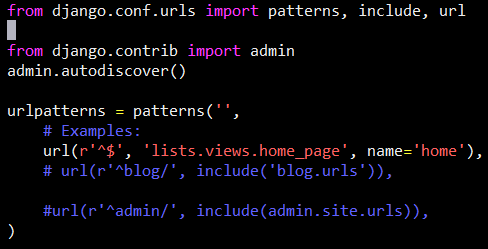 from django.conf.urls import patterns, include, url
from django.contrib import admin
admin.autodiscover()
urlpatterns = patterns('',
    # Examples:
    url(r'^$', 'lists.views.home_page', name='home'),
    # url(r'^blog/', include('blog.urls')),
    #url(r'^admin/', include(admin.site.urls)),
)